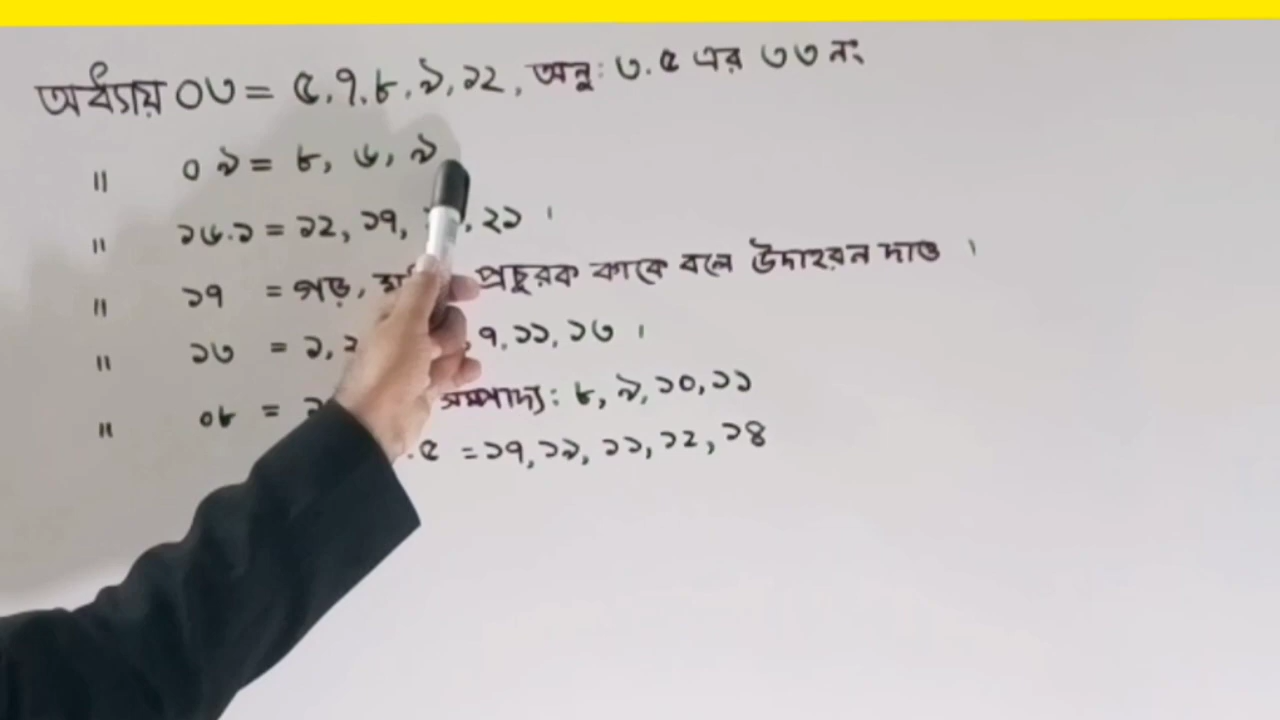 অধ্যায় ০৩ = ৫, ৭, ৮, ৯, ১২, অনু: ৩.৫ এর ৩৩ নং
" ০৯ = ৮, ৬, ৯
" ১৬.১ = ১২, ১৭, , ২১ ।
" ১৭ = গড়, প্রচুরক কাকে বলে উদাহরন দাও ।
" ১৩ = ১, ৭, ১১, ১৩ ।
" ০৮ = সম্পাদ্য: ৮, ৯, ১০, ১১
.৫ = ১৭, ১৯, ১১, ১২, ১৪